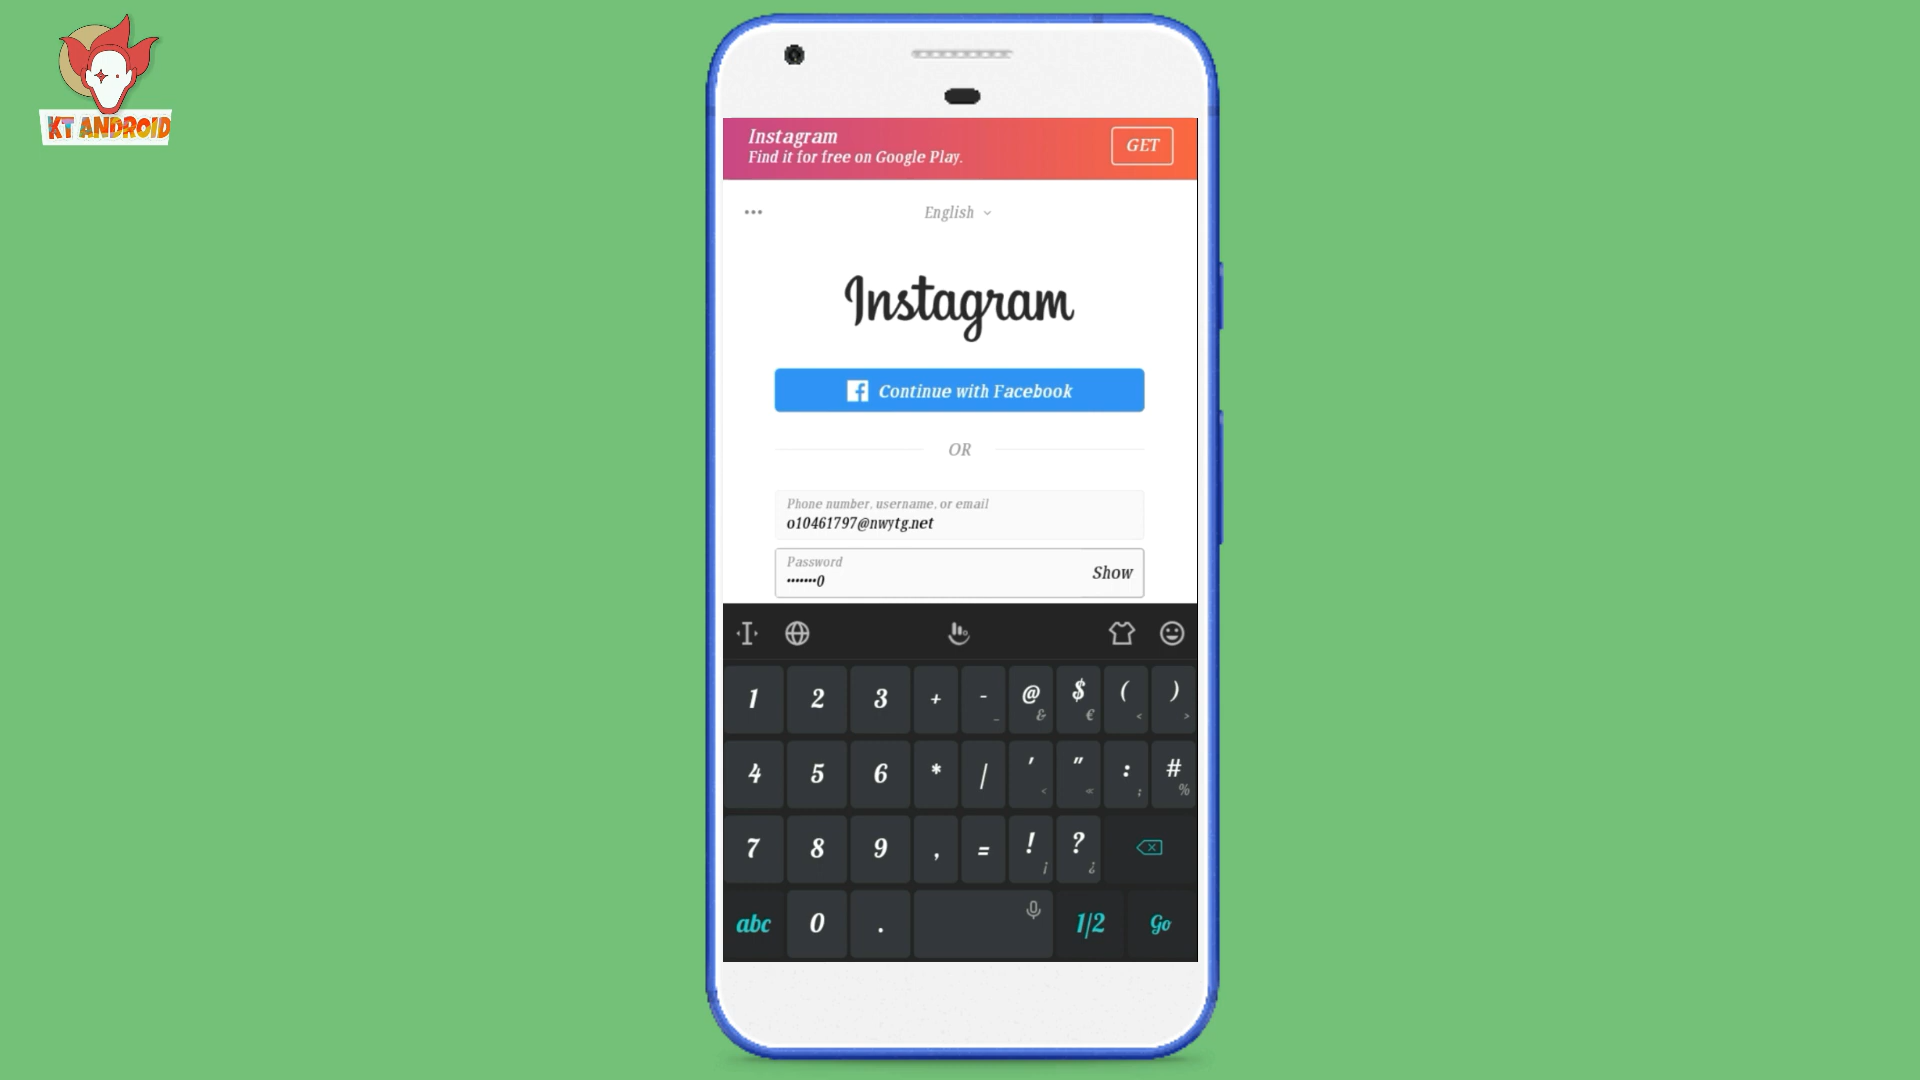 KT ANDROID
Instagram
Find it for free on Google Play.
GET
English
Instagram
Continue with Facebook
OR
Phone number, username, or email
o10461797@nwytg.net
Password
•••••••0
Show
1 2 3 + - _ @ & $ € ( < ) >
4 5 6 * / ' < " « : ; # %
7 8 9 , = ! ¡ ? ¿
abc 0 . 1/2 Go